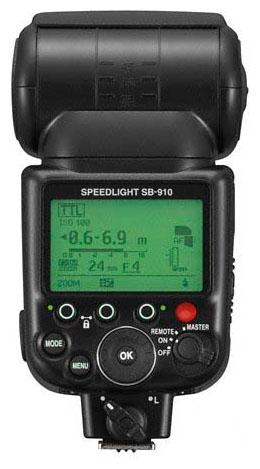 SPEEDLIGHT SB-910
TTL
ISO 100
0.6-6.9 m
AF
24 mm F 4
ZOOM
REMOTE
MASTER
ON
OFF
MODE
OK
MENU
L